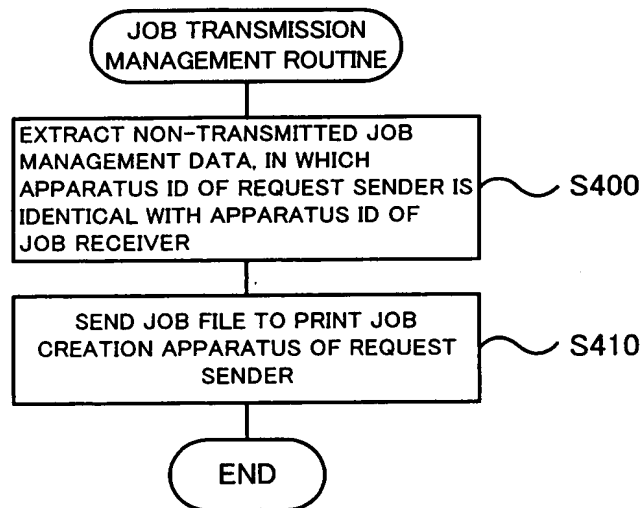 JOB TRANSMISSION
MANAGEMENT ROUTINE
EXTRACT NON-TRANSMITTED JOB
MANAGEMENT DATA, IN WHICH
APPARATUS ID OF REQUEST SENDER IS
IDENTICAL WITH APPARATUS ID OF
JOB RECEIVER
S400
SEND JOB FILE TO PRINT JOB
CREATION APPARATUS OF REQUEST
SENDER
S410
END